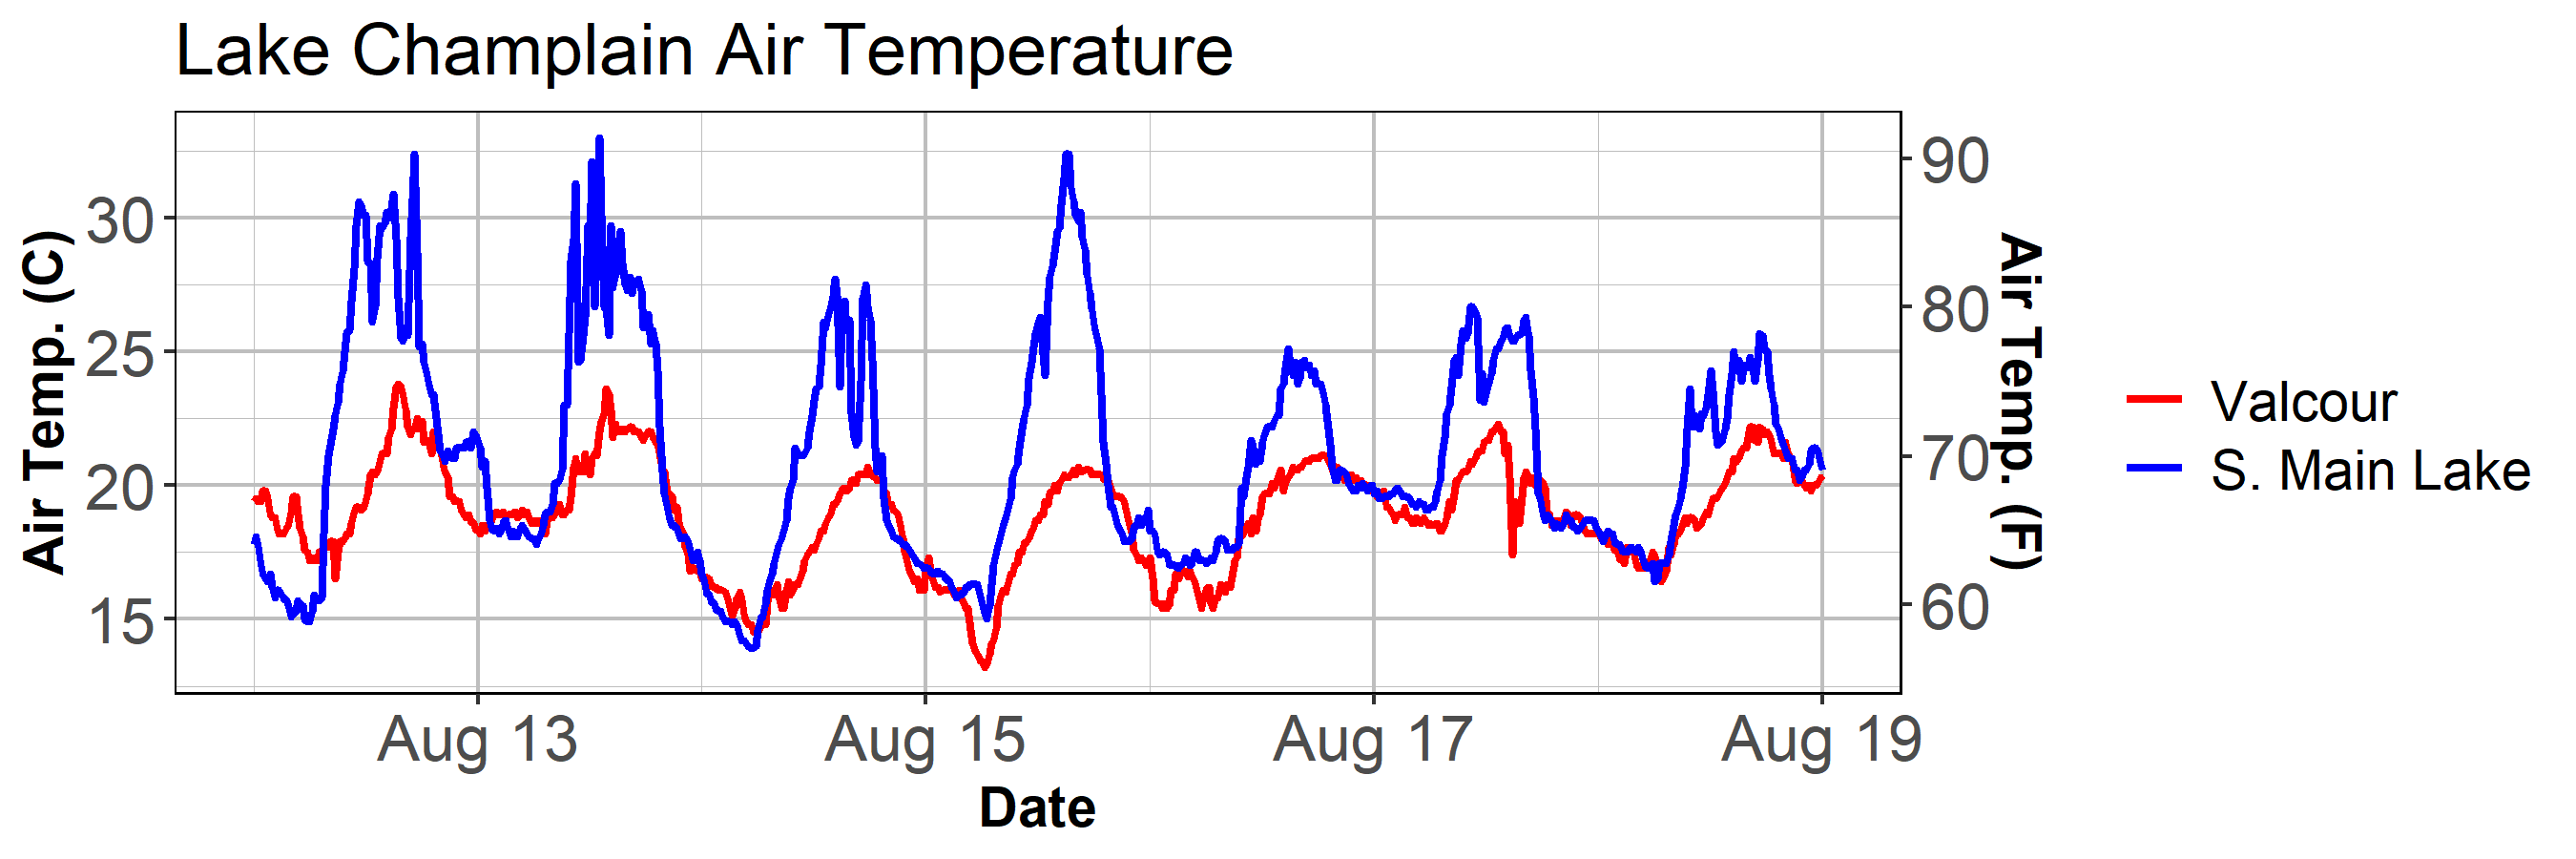 Lake Champlain Air Temperature
Air Temp. (C)
30
25
20
15
90
80
70
60
Air Temp. (F)
Valcour
S. Main Lake
Aug 13
Aug 15
Aug 17
Aug 19
Date